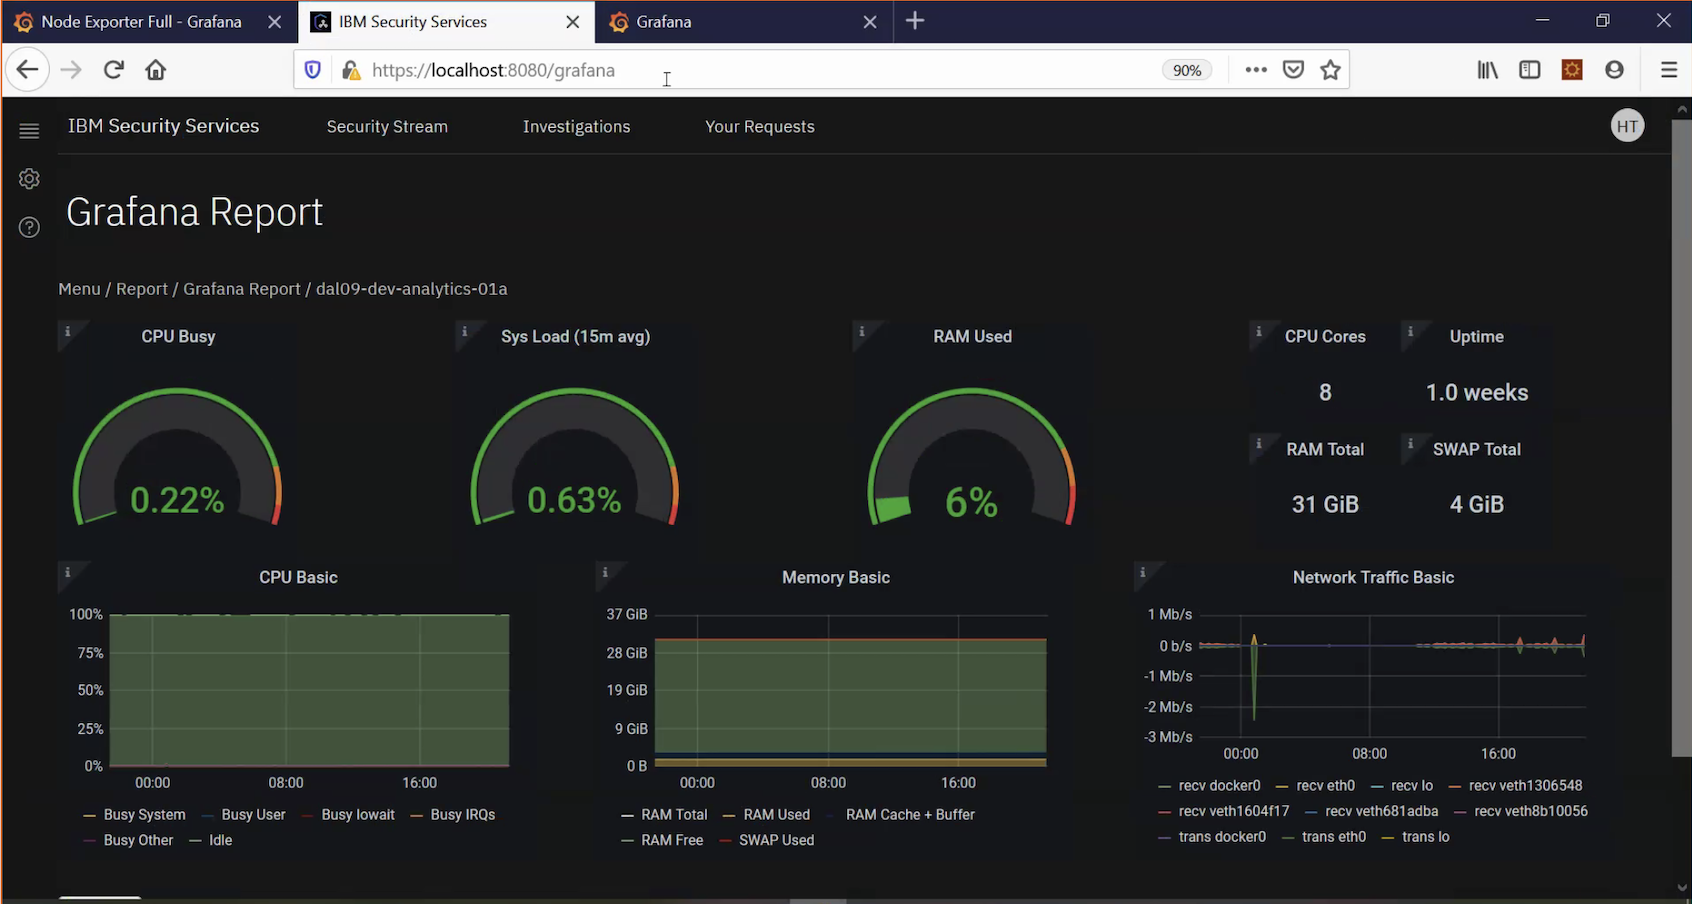 Node Exporter Full - Grafana
IBM Security Services
Grafana
https://localhost:8080/grafana
90%
IBM Security Services
Security Stream
Investigations
Your Requests
HT
Grafana Report
Menu / Report / Grafana Report / dal09-dev-analytics-01a
CPU Busy
0.22%
Sys Load (15m avg)
0.63%
RAM Used
6%
CPU Cores
8
Uptime
1.0 weeks
RAM Total
31 GiB
SWAP Total
4 GiB
CPU Basic
100%
75%
50%
25%
0%
00:00 08:00 16:00
Busy System Busy User Busy Iowait Busy IRQs
Busy Other Idle
Memory Basic
37 GiB
28 GiB
19 GiB
9 GiB
0 B
00:00 08:00 16:00
RAM Total RAM Used RAM Cache + Buffer
RAM Free SWAP Used
Network Traffic Basic
1 Mb/s
0 b/s
-1 Mb/s
-2 Mb/s
-3 Mb/s
00:00 08:00 16:00
recv docker0 recv eth0 recv lo recv veth1306548
recv veth1604f17 recv veth681adba recv veth8b10056
trans docker0 trans eth0 trans lo